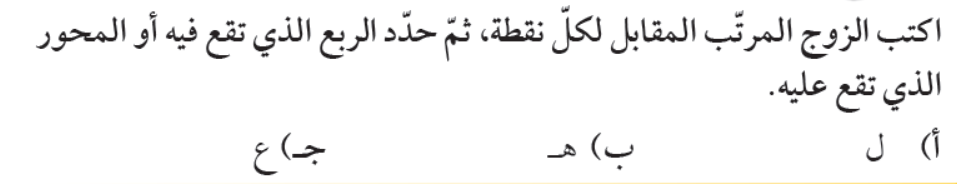 اكتب الزوج المرتّب المقابل لكلّ نقطة، ثمّ حدّد الربع الذي تقع فيه أو المحور
الذي تقع عليه.
أ) ل ب) هـ جـ) ع